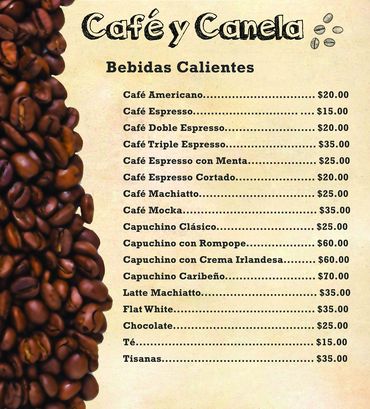 Café y Canela
Bebidas Calientes
Café Americano............................ $20.00
Café Espresso........................... .... $15.00
Café Doble Espresso..................... $20.00
Café Triple Espresso..................... $35.00
Café Espresso con Menta............... $25.00
Café Espresso Cortado.................. $20.00
Café Machiatto............................. $25.00
Café Mocka.................................. $35.00
Capuchino Clásico........................ $25.00
Capuchino con Rompope.............. $60.00
Capuchino con Crema Irlandesa........ $60.00
Capuchino Caribeño...................... $70.00
Latte Machiatto............................. $35.00
Flat White.................................... $35.00
Chocolate..................................... $25.00
Té................................................ $15.00
Tisanas........................................ $35.00